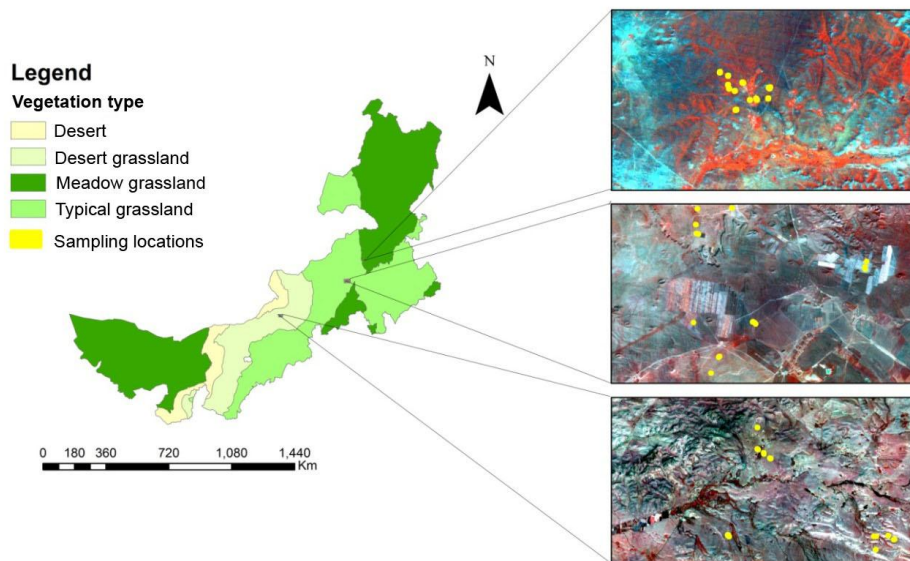 Legend
Vegetation type
Desert
Desert grassland
Meadow grassland
Typical grassland
Sampling locations
N
0 180 360 720 1,080 1,440
Km